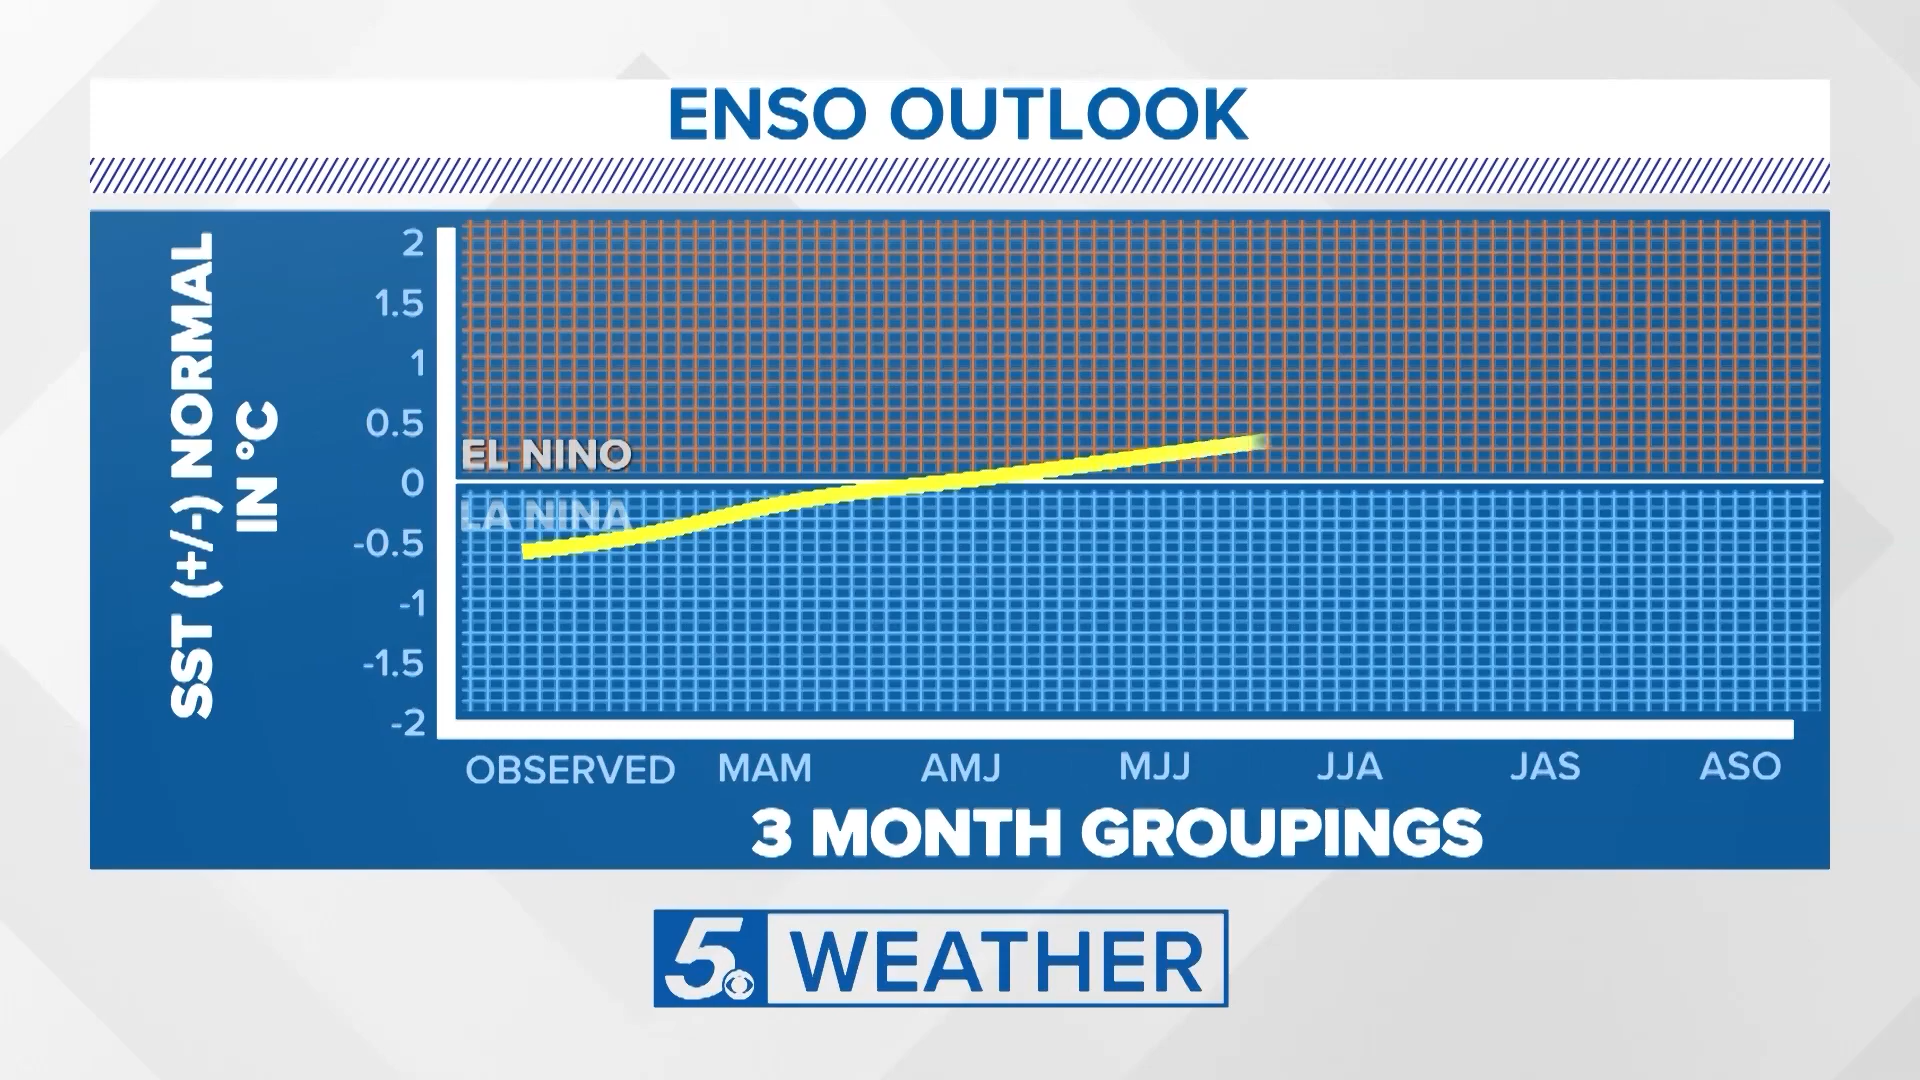 ENSO OUTLOOK
SST (+/-) NORMAL
IN °C
2
1.5
1
0.5
0
-0.5
-1
-1.5
-2
EL NINO
LA NINA
OBSERVED MAM AMJ MJJ JJA JAS ASO
3 MONTH GROUPINGS
5 WEATHER